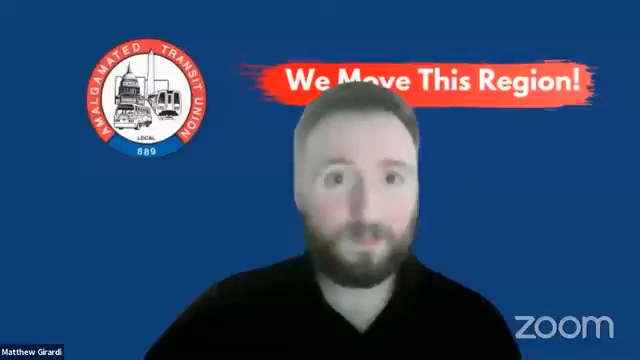 AMALGAMATED TRANSIT UNION
LOCAL
689
We Move This Region!
Matthew Girardi
zoom